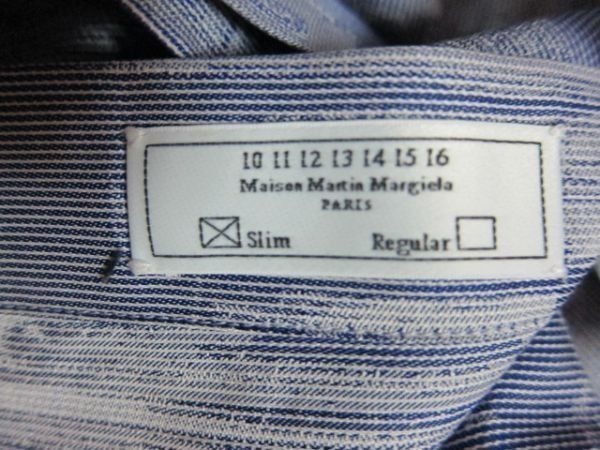 10 11 12 13 14 15 16
Maison Martin Margiela
PARIS
Slim Regular